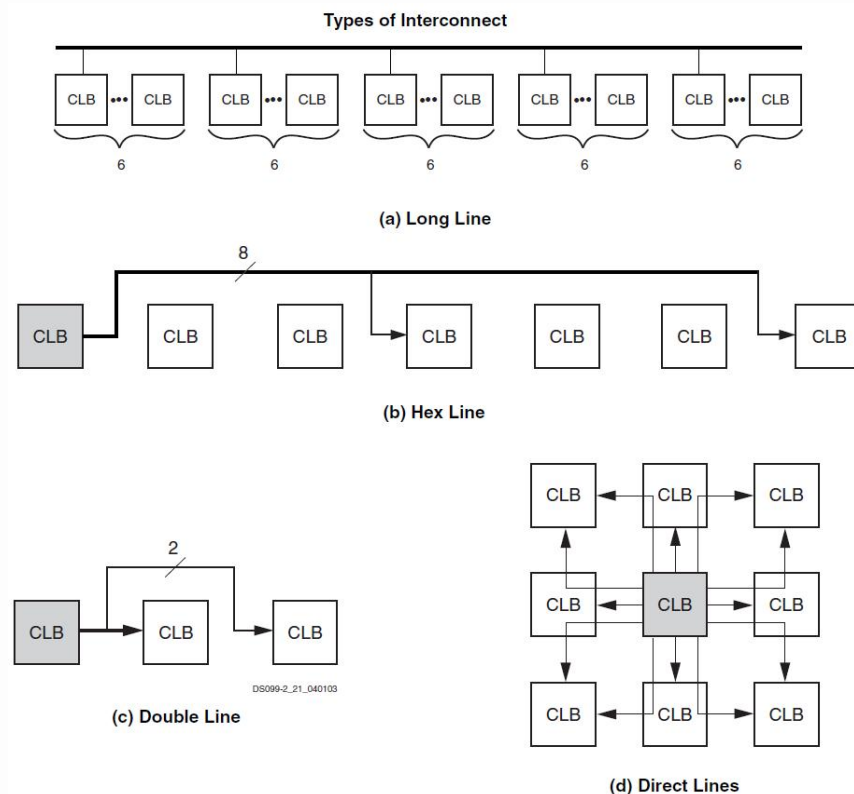 Types of Interconnect
CLB ••• CLB CLB ••• CLB CLB ••• CLB CLB ••• CLB CLB ••• CLB
6 6 6 6 6
(a) Long Line
8
CLB CLB CLB CLB CLB CLB CLB
(b) Hex Line
2
CLB CLB CLB
DS099-2_21_040103
(c) Double Line
CLB CLB CLB
CLB CLB CLB
CLB CLB CLB
(d) Direct Lines